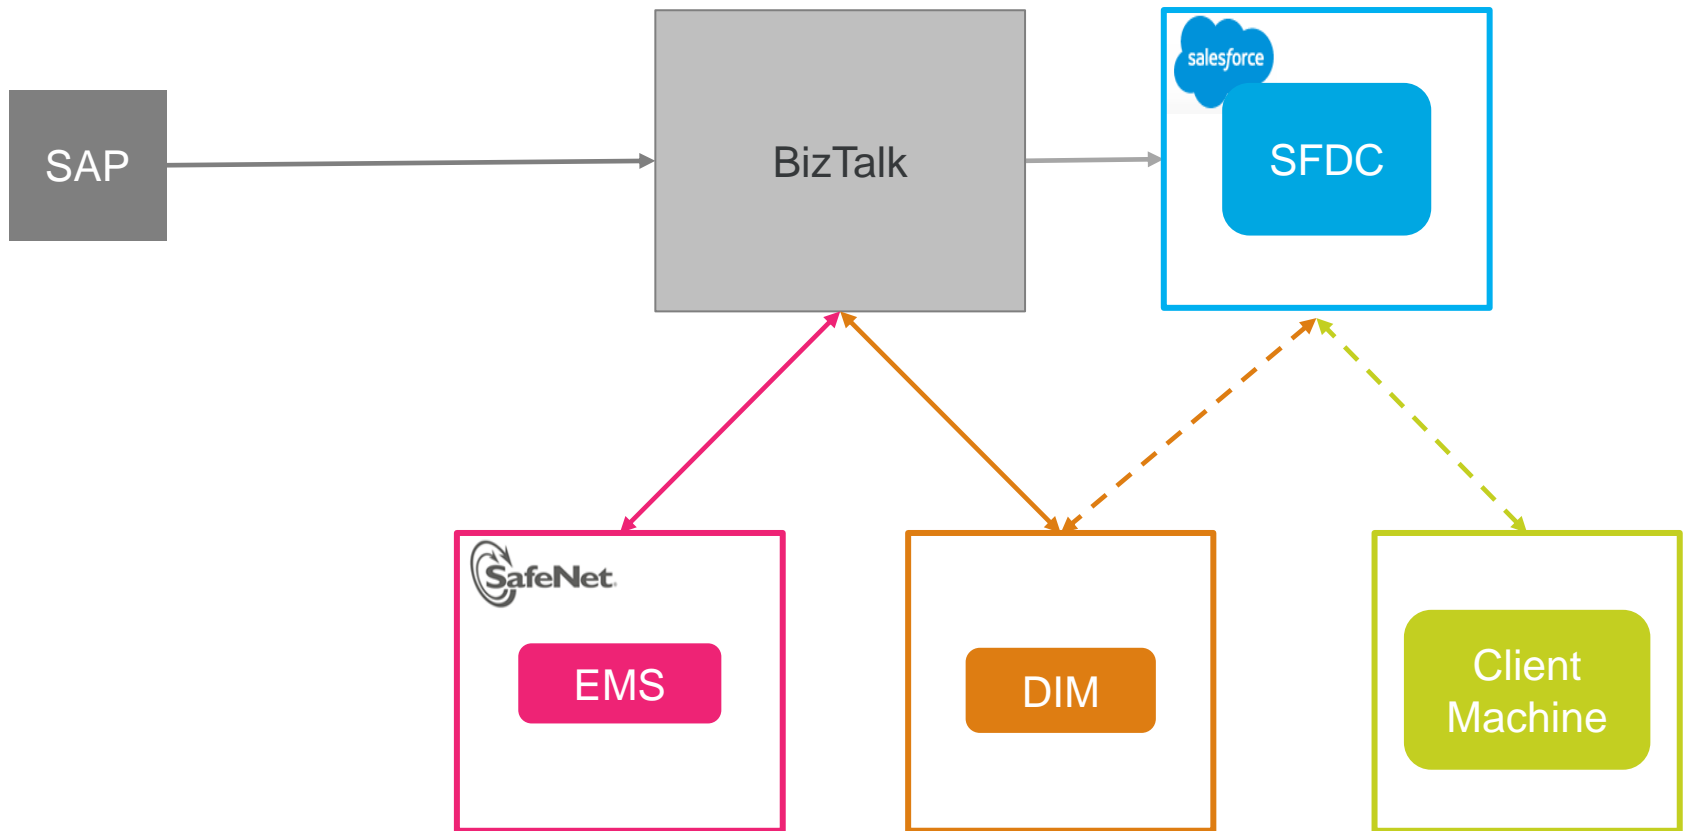 SAP
BizTalk
salesforce
SFDC
SafeNet.
EMS
DIM
Client
Machine